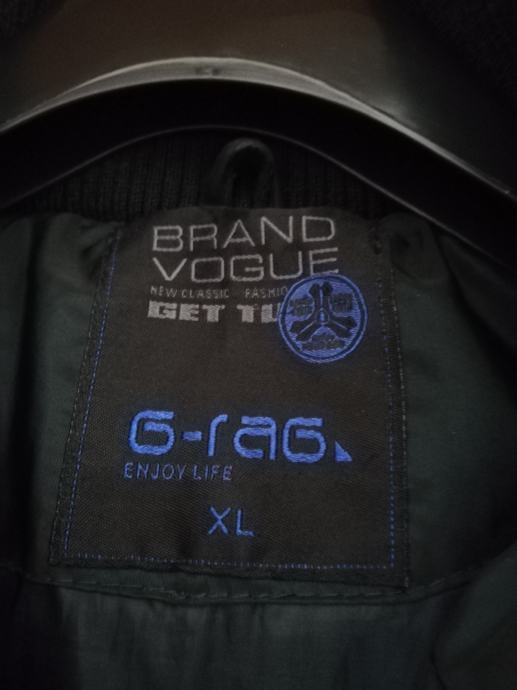 BRAND
VOGUE
NEW CLASSIC FASHIO
GET TU
G-raG
ENJOY LIFE
XL